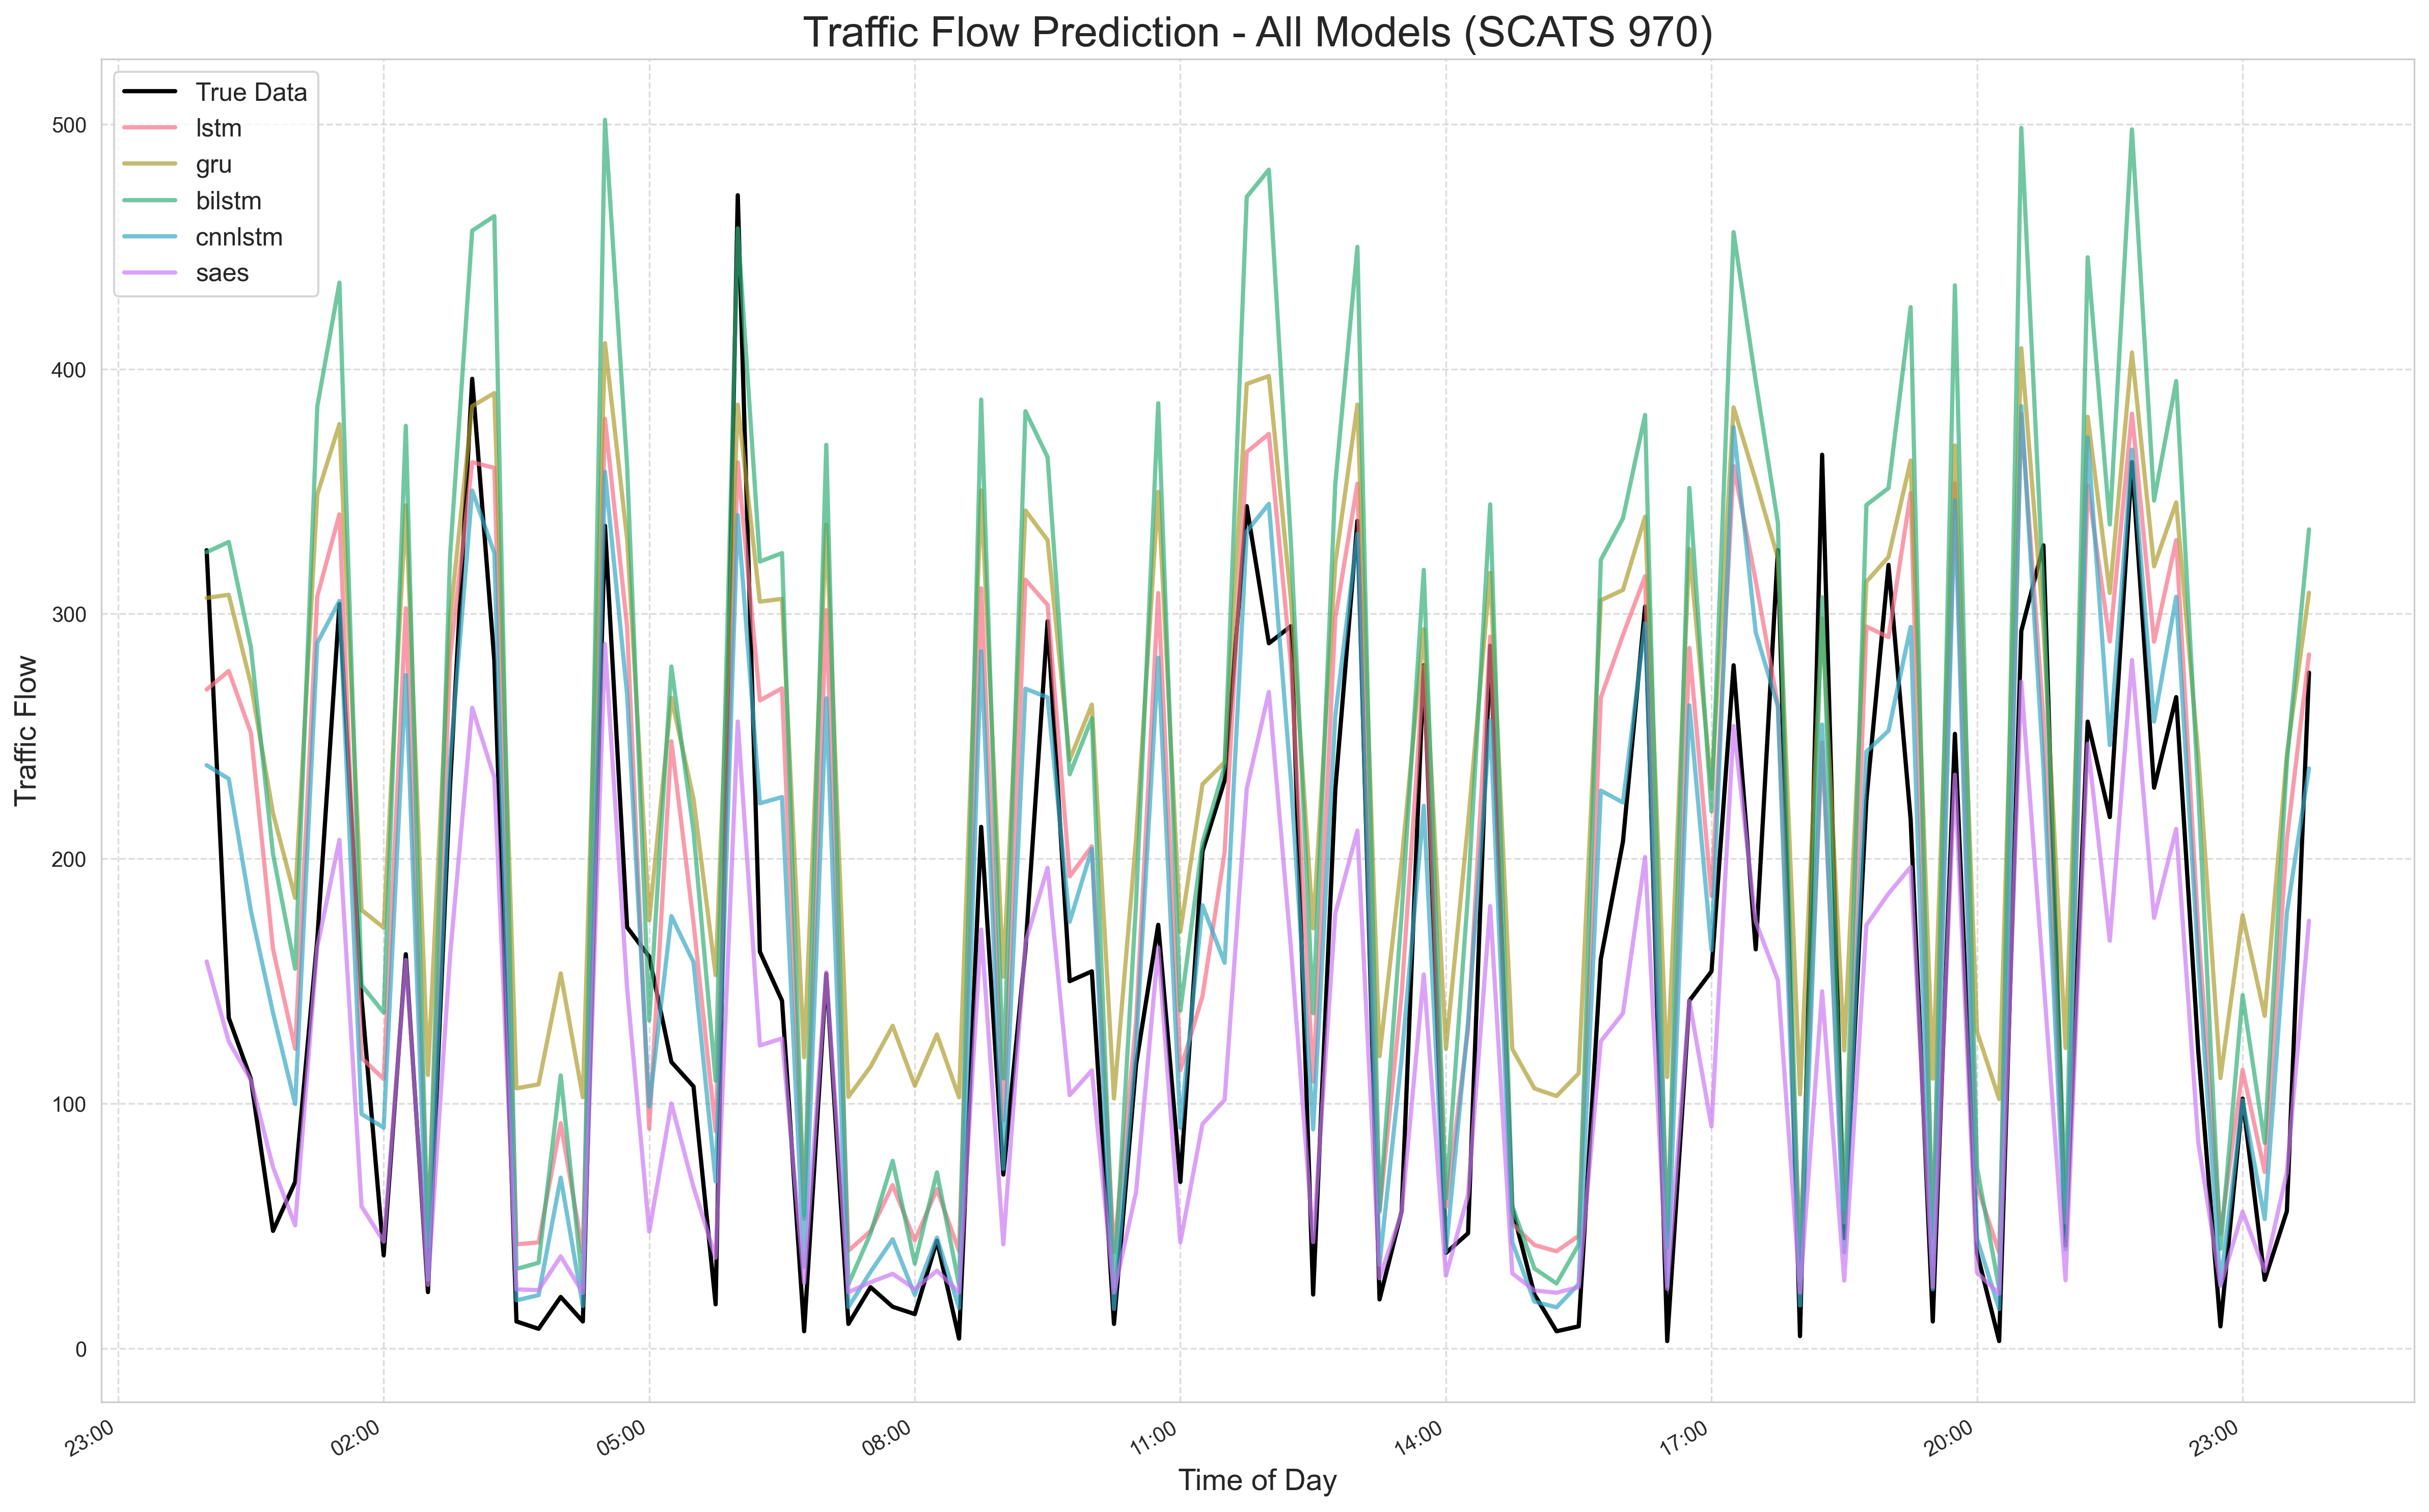 Traffic Flow Prediction - All Models (SCATS 970)
True Data
lstm
gru
bilstm
cnnlstm
saes
Traffic Flow
500
400
300
200
100
0
23:00
02:00
05:00
08:00
11:00
14:00
17:00
20:00
23:00
Time of Day